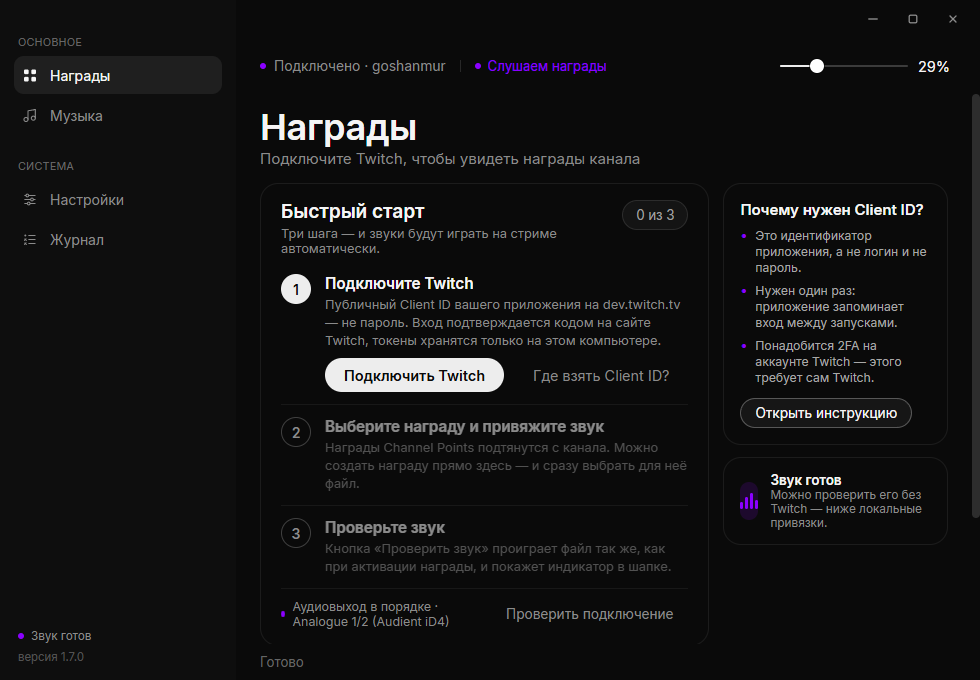 ОСНОВНОЕ
Награды
Музыка
СИСТЕМА
Настройки
Журнал
Звук готов
версия 1.7.0
Подключено · goshanmur
Слушаем награды
29%
Награды
Подключите Twitch, чтобы увидеть награды канала
Быстрый старт
0 из 3
Три шага — и звуки будут играть на стриме
автоматически.
1
Подключите Twitch
Публичный Client ID вашего приложения на dev.twitch.tv
— не пароль. Вход подтверждается кодом на сайте
Twitch, токены хранятся только на этом компьютере.
Подключить Twitch
Где взять Client ID?
2
Выберите награду и привяжите звук
Награды Channel Points подтянутся с канала. Можно
создать награду прямо здесь — и сразу выбрать для неё
файл.
3
Проверьте звук
Кнопка «Проверить звук» проиграет файл так же, как
при активации награды, и покажет индикатор в шапке.
Аудиовыход в порядке ·
Analogue 1/2 (Audient iD4)
Проверить подключение
Готово
Почему нужен Client ID?
Это идентификатор
приложения, а не логин и не
пароль.
Нужен один раз:
приложение запоминает
вход между запусками.
Понадобится 2FA на
аккаунте Twitch — этого
требует сам Twitch.
Открыть инструкцию
Звук готов
Можно проверить его без
Twitch — ниже локальные
привязки.